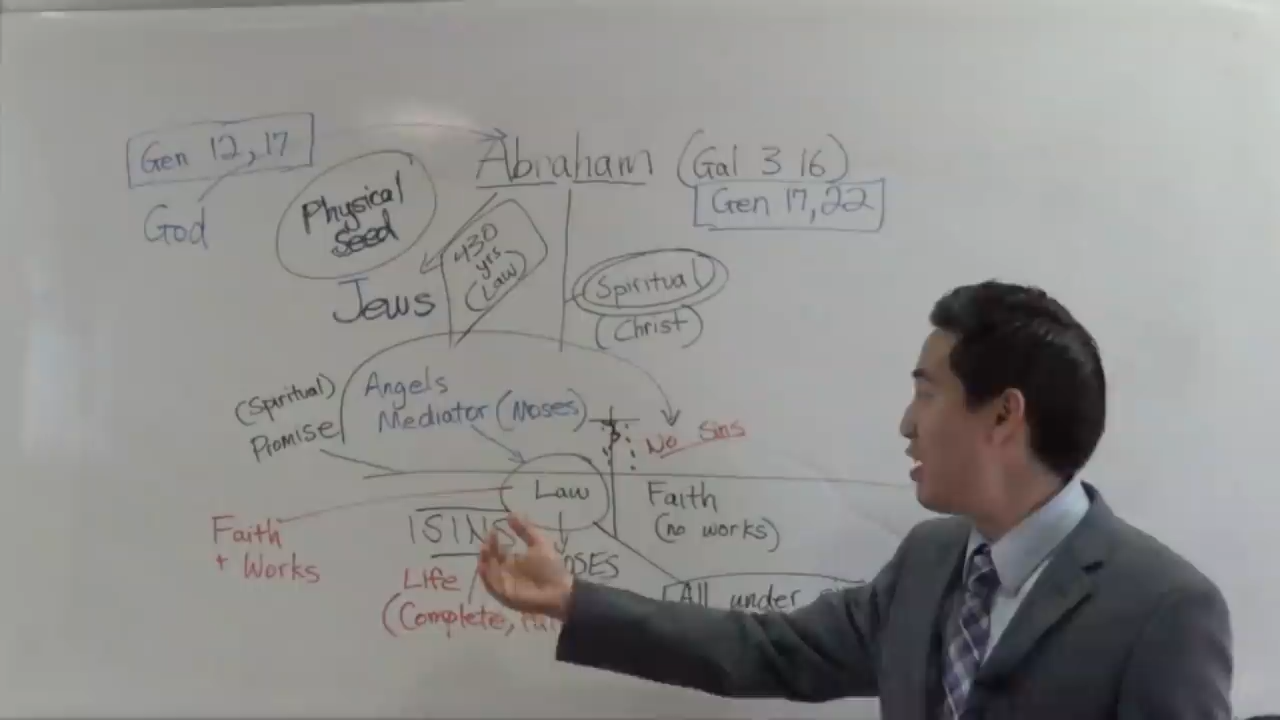 Gen 12, 17
Abraham (Gal 3 16)
Gen 17, 22
God
Physical
Seed
430
yrs
(Law)
Jews
Spiritual
(Christ)
(Spiritual)
Promise
Angels
Mediator (Moses)
No Sins
Law
Faith
(no works)
Faith
+ Works
ISINS
Life
(Complete,
All under